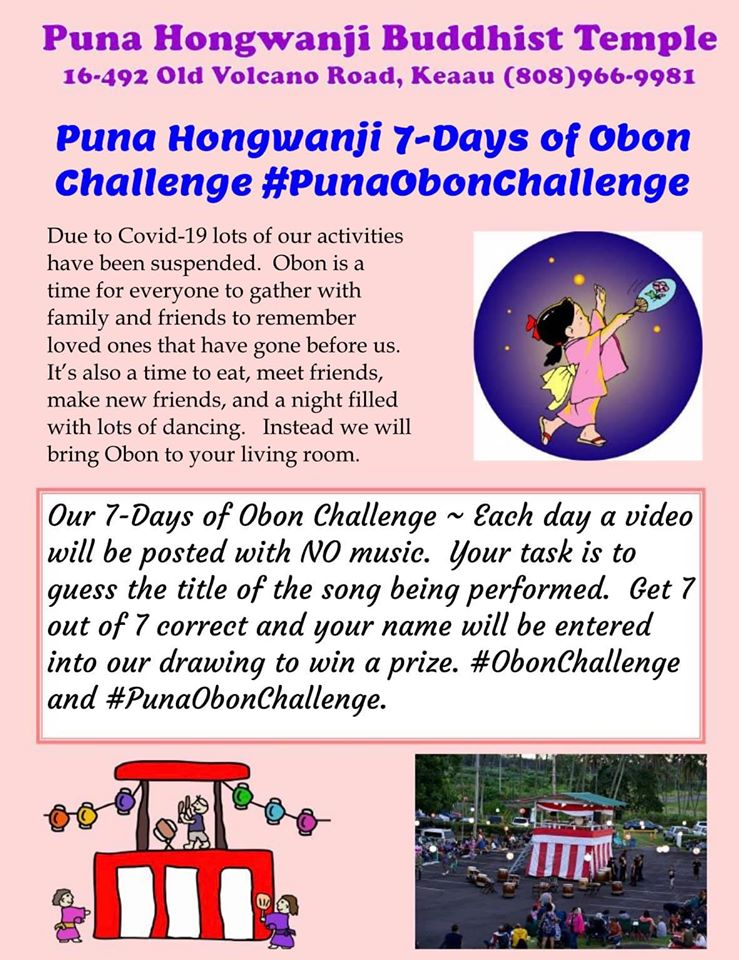 Puna Hongwanji Buddhist Temple
16-492 Old Volcano Road, Keaau (808)966-9981
Puna Hongwanji 7-Days of Obon
Challenge #PunaObonChallenge
Due to Covid-19 lots of our activities
have been suspended.  Obon is a
time for everyone to gather with
family and friends to remember
loved ones that have gone before us.
It's also a time to eat, meet friends,
make new friends, and a night filled
with lots of dancing.   Instead we will
bring Obon to your living room.
Our 7-Days of Obon Challenge ~ Each day a video
will be posted with NO music.  Your task is to
guess the title of the song being performed.  Get 7
out of 7 correct and your name will be entered
into our drawing to win a prize. #ObonChallenge
and #PunaObonChallenge.